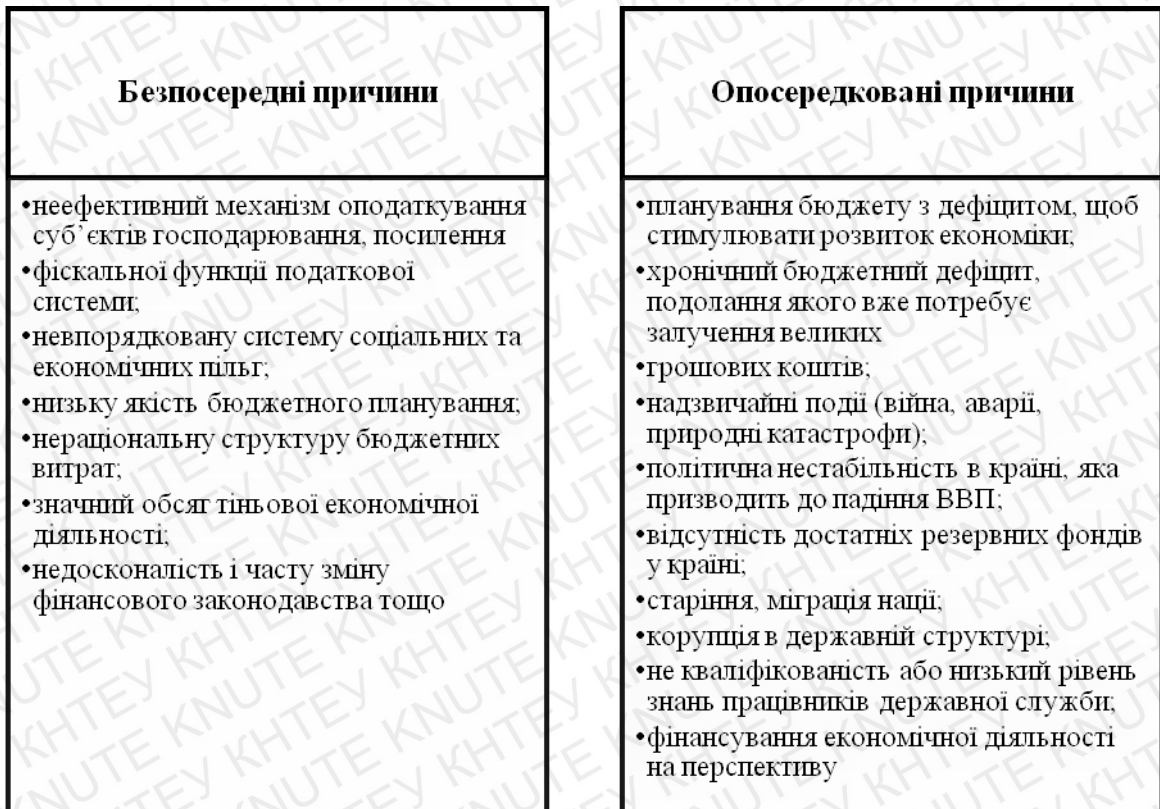 Безпосередні причини
•неефективний механізм оподаткування
суб’єктів господарювання, посилення
•фіскальної функції податкової
системи;
•невпорядковану систему соціальних та
економічних пільг;
•низьку якість бюджетного планування;
•нераціональну структуру бюджетних
витрат;
•значний обсяг тіньової економічної
діяльності;
•недосконалість і часту зміну
фінансового законодавства тощо
Опосередковані причини
•планування бюджету з дефіцитом, щоб
стимулювати розвиток економіки;
•хронічний бюджетний дефіцит,
подолання якого вже потребує
залучення великих
•грошових коштів;
•надзвичайні події (війна, аварії,
природні катастрофи);
•політична нестабільність в країні, яка
призводить до падіння ВВП;
•відсутність достатніх резервних фондів
у країні;
•старіння, міграція нації;
•корупція в державній структурі;
•не кваліфікованість або низький рівень
знань працівників державної служби;
•фінансування економічної діяльності
на перспективу